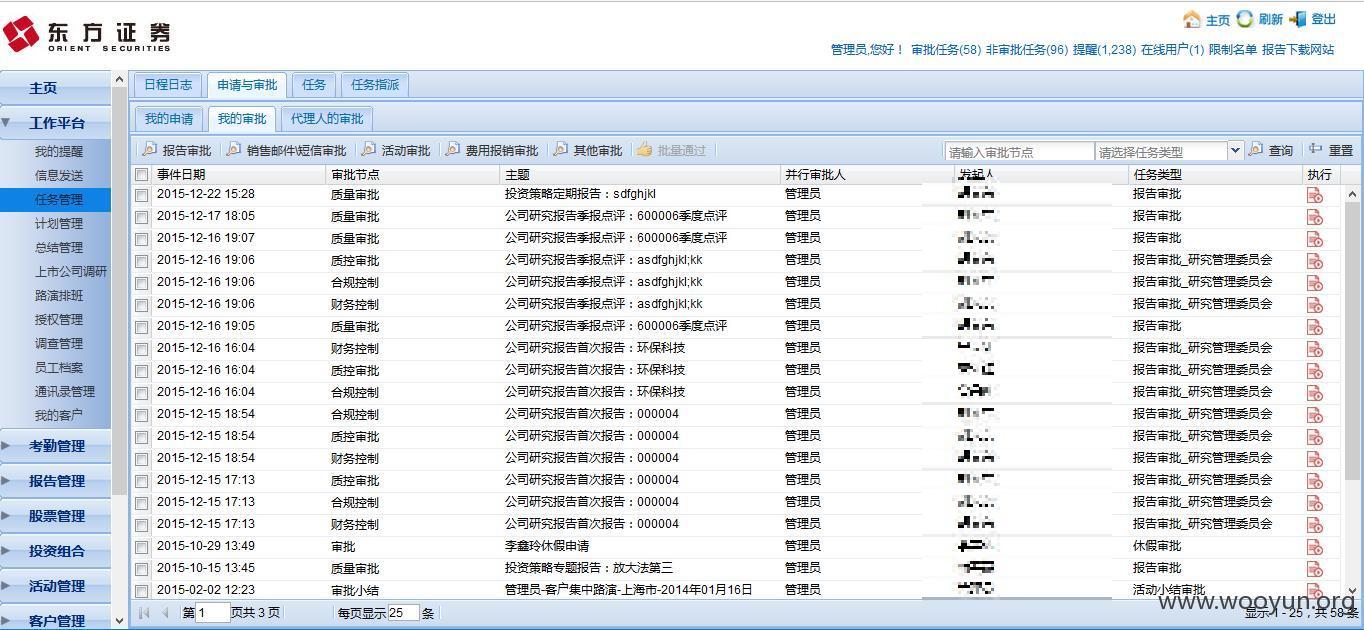 东方证券
ORIENT SECURITIES
主页 刷新 登出
管理员,您好！ 审批任务(58) 非审批任务(96) 提醒(1,238) 在线用户(1) 限制名单 报告下载网站
主页
工作平台
我的提醒
信息发送
任务管理
计划管理
总结管理
上市公司调研
路演排班
授权管理
调查管理
员工档案
通讯录管理
我的客户
考勤管理
报告管理
股票管理
投资组合
活动管理
客户管理
日程日志 申请与审批 任务 任务指派
我的申请 我的审批 代理人的审批
报告审批 销售邮件\短信审批 活动审批 费用报销审批 其他审批 批量通过 请输入审批节点 请选择任务类型 查询 重置
事件日期 审批节点 主题 并行审批人 发起人 任务类型 执行
2015-12-22 15:28 质量审批 投资策略定期报告：sdfghjkl 管理员 报告审批
2015-12-17 18:05 质量审批 公司研究报告季报点评：600006季度点评 管理员 报告审批
2015-12-16 19:07 质量审批 公司研究报告季报点评：600006季度点评 管理员 报告审批
2015-12-16 19:06 质控审批 公司研究报告季报点评：asdfghjkl;kk 管理员 报告审批_研究管理委员会
2015-12-16 19:06 合规控制 公司研究报告季报点评：asdfghjkl;kk 管理员 报告审批_研究管理委员会
2015-12-16 19:06 财务控制 公司研究报告季报点评：asdfghjkl;kk 管理员 报告审批_研究管理委员会
2015-12-16 19:05 质量审批 公司研究报告季报点评：600006季度点评 管理员 报告审批
2015-12-16 16:04 财务控制 公司研究报告首次报告：环保科技 管理员 报告审批_研究管理委员会
2015-12-16 16:04 质控审批 公司研究报告首次报告：环保科技 管理员 报告审批_研究管理委员会
2015-12-16 16:04 合规控制 公司研究报告首次报告：环保科技 管理员 报告审批_研究管理委员会
2015-12-15 18:54 合规控制 公司研究报告首次报告：000004 管理员 报告审批_研究管理委员会
2015-12-15 18:54 质控审批 公司研究报告首次报告：000004 管理员 报告审批_研究管理委员会
2015-12-15 18:54 财务控制 公司研究报告首次报告：000004 管理员 报告审批_研究管理委员会
2015-12-15 17:13 质控审批 公司研究报告首次报告：000004 管理员 报告审批_研究管理委员会
2015-12-15 17:13 合规控制 公司研究报告首次报告：000004 管理员 报告审批_研究管理委员会
2015-12-15 17:13 财务控制 公司研究报告首次报告：000004 管理员 报告审批_研究管理委员会
2015-10-29 13:49 审批 李鑫玲休假申请 管理员 休假审批
2015-10-15 13:45 质量审批 投资策略专题报告：放大法第三 管理员 报告审批
2015-02-02 12:23 审批小结 管理员-客户集中路演-上海市-2014年01月16日 管理员 活动小结审批
第 1 页共 3 页 每页显示 25 条 显示 1 - 25，共 58 条
www.wooyun.org